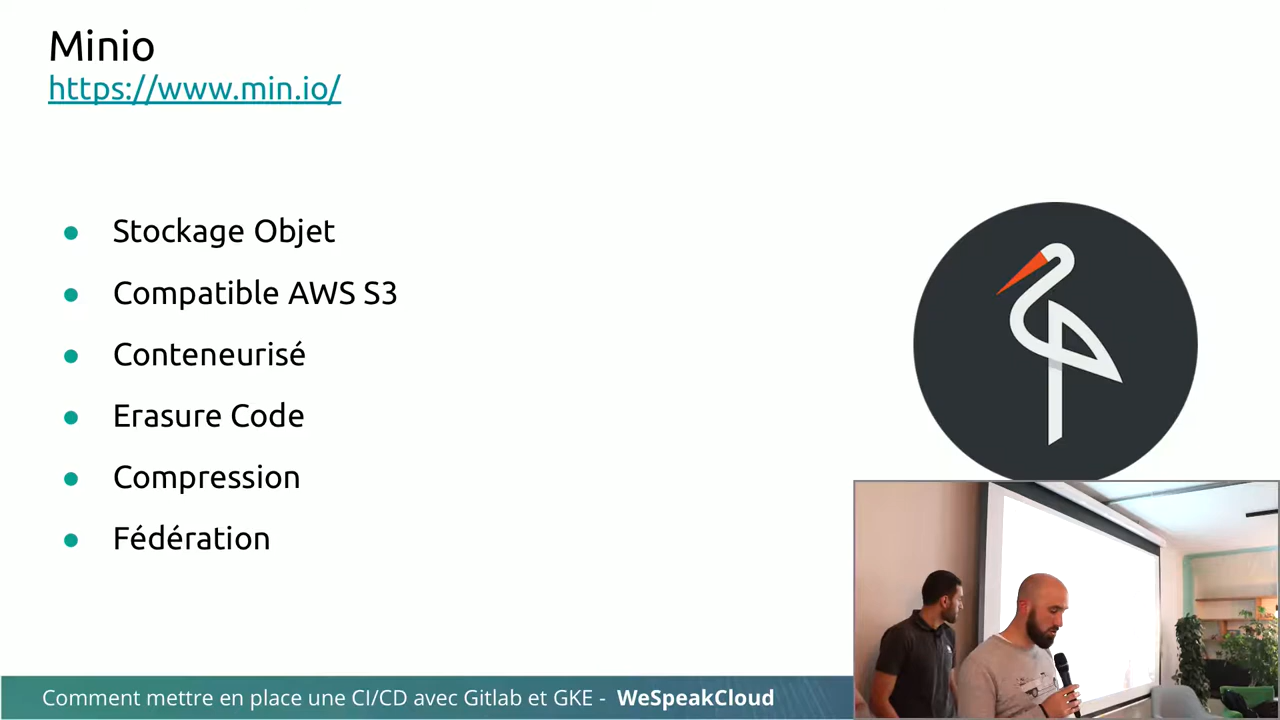 Minio
https://www.min.io/
Stockage Objet
Compatible AWS S3
Conteneurisé
Erasure Code
Compression
Fédération
Comment mettre en place une CI/CD avec Gitlab et GKE - WeSpeakCloud